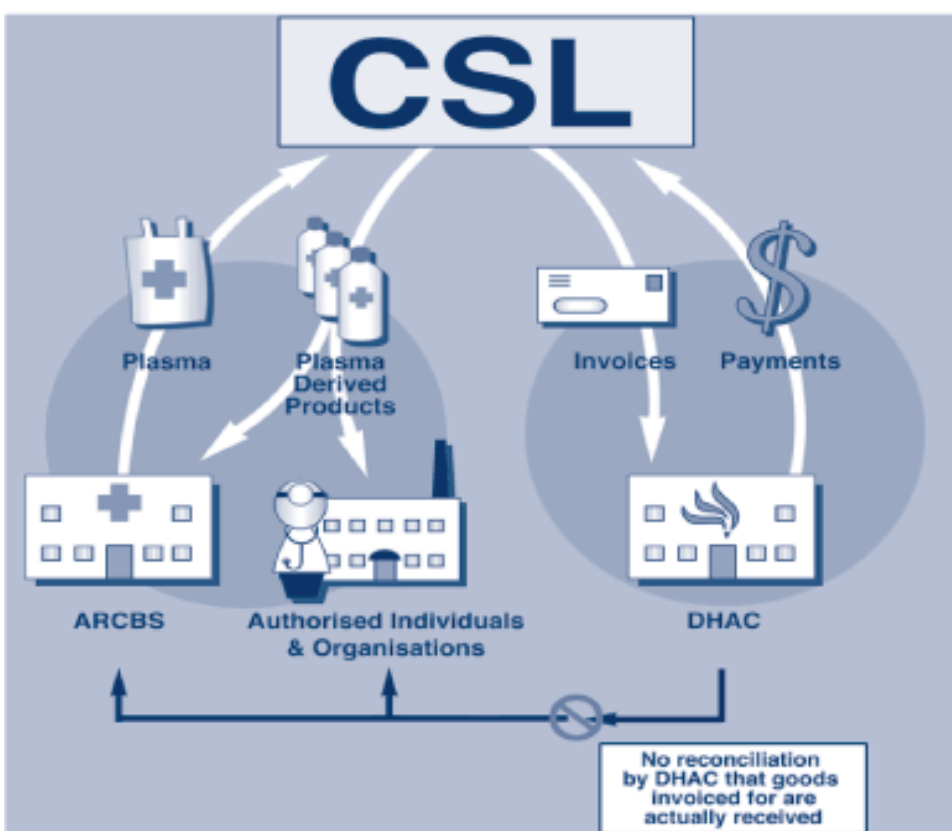 CSL
Plasma
Plasma
Derived
Products
Invoices
Payments
ARCBS
Authorised Individuals
& Organisations
DHAC
No reconciliation
by DHAC that goods
invoiced for are
actually received